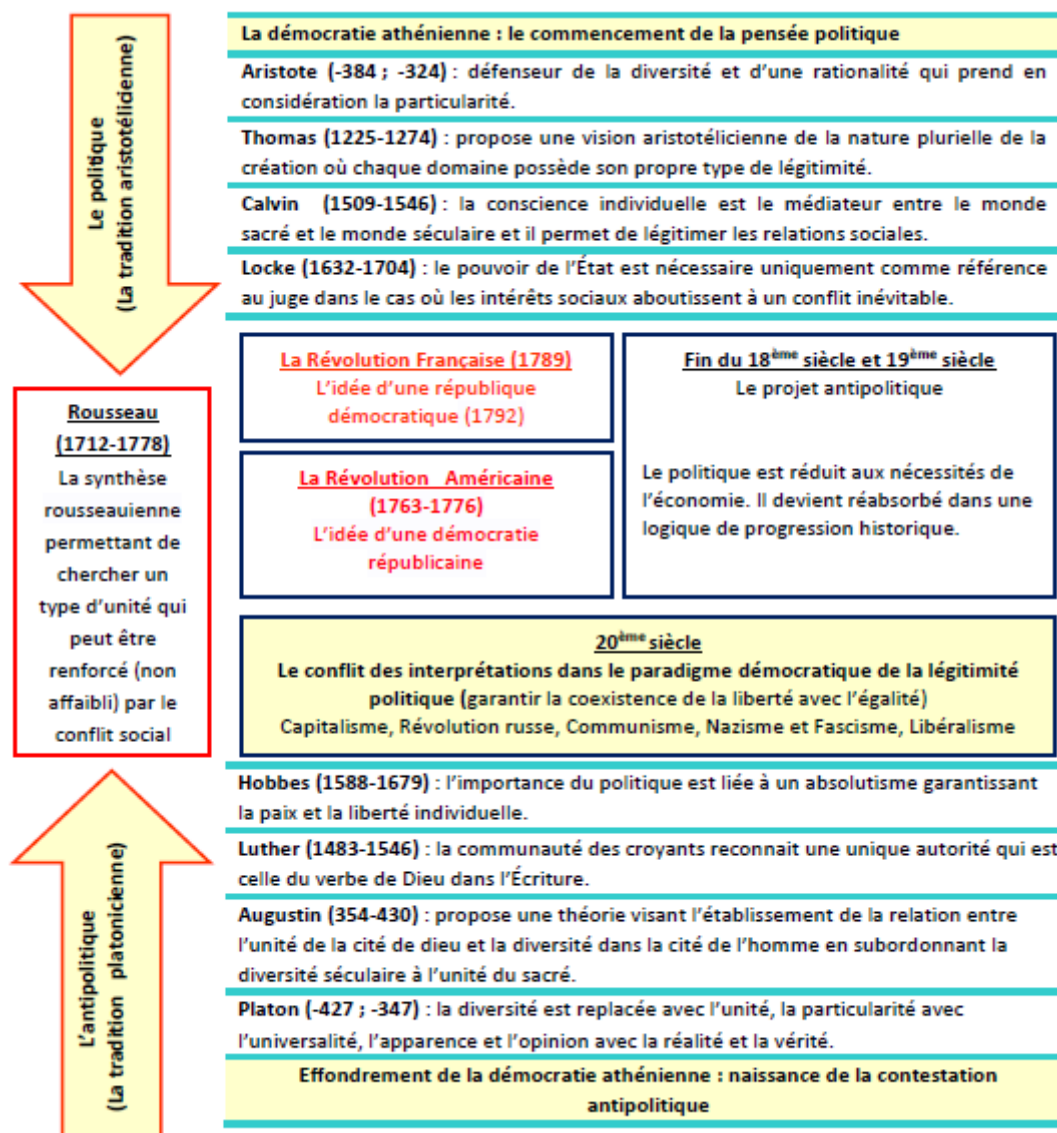 Le politique
(La tradition aristotélidenne)
La démocratie athénienne : le commencement de la pensée politique
Aristote (-384 ; -324) : défenseur de la diversité et d'une rationalité qui prend en
considération la particularité.
Thomas (1225-1274) : propose une vision aristotélicienne de la nature plurielle de la
création où chaque domaine possède son propre type de légitimité.
Calvin (1509-1546) : la conscience individuelle est le médiateur entre le monde
sacré et le monde séculaire et il permet de légitimer les relations sociales.
Locke (1632-1704) : le pouvoir de l'État est nécessaire uniquement comme référence
au juge dans le cas où les intérêts sociaux aboutissent à un conflit inévitable.
Rousseau
(1712-1778)
La synthèse
rousseauienne
permettant de
chercher un
type d'unité qui
peut être
renforcé (non
affaibli) par le
conflit social
La Révolution Française (1789)
L'idée d'une république
démocratique (1792)
La Révolution Américaine
(1763-1776)
L'idée d'une démocratie
républicaine
Fin du 18ème siècle et 19ème siècle
Le projet antipolitique
Le politique est réduit aux nécessités de
l'économie. Il devient réabsorbé dans une
logique de progression historique.
20ème siècle
Le conflit des interprétations dans le paradigme démocratique de la légitimité
politique (garantir la coexistence de la liberté avec l'égalité)
Capitalisme, Révolution russe, Communisme, Nazisme et Fascisme, Libéralisme
L'antipolitique
(La tradition platonicienne)
Hobbes (1588-1679) : l'importance du politique est liée à un absolutisme garantissant
la paix et la liberté individuelle.
Luther (1483-1546) : la communauté des croyants reconnait une unique autorité qui est
celle du verbe de Dieu dans l'Écriture.
Augustin (354-430) : propose une théorie visant l'établissement de la relation entre
l'unité de la cité de dieu et la diversité dans la cité de l'homme en subordonnant la
diversité séculaire à l'unité du sacré.
Platon (-427 ; -347) : la diversité est replacée avec l'unité, la particularité avec
l'universalité, l'apparence et l'opinion avec la réalité et la vérité.
Effondrement de la démocratie athénienne : naissance de la contestation
antipolitique